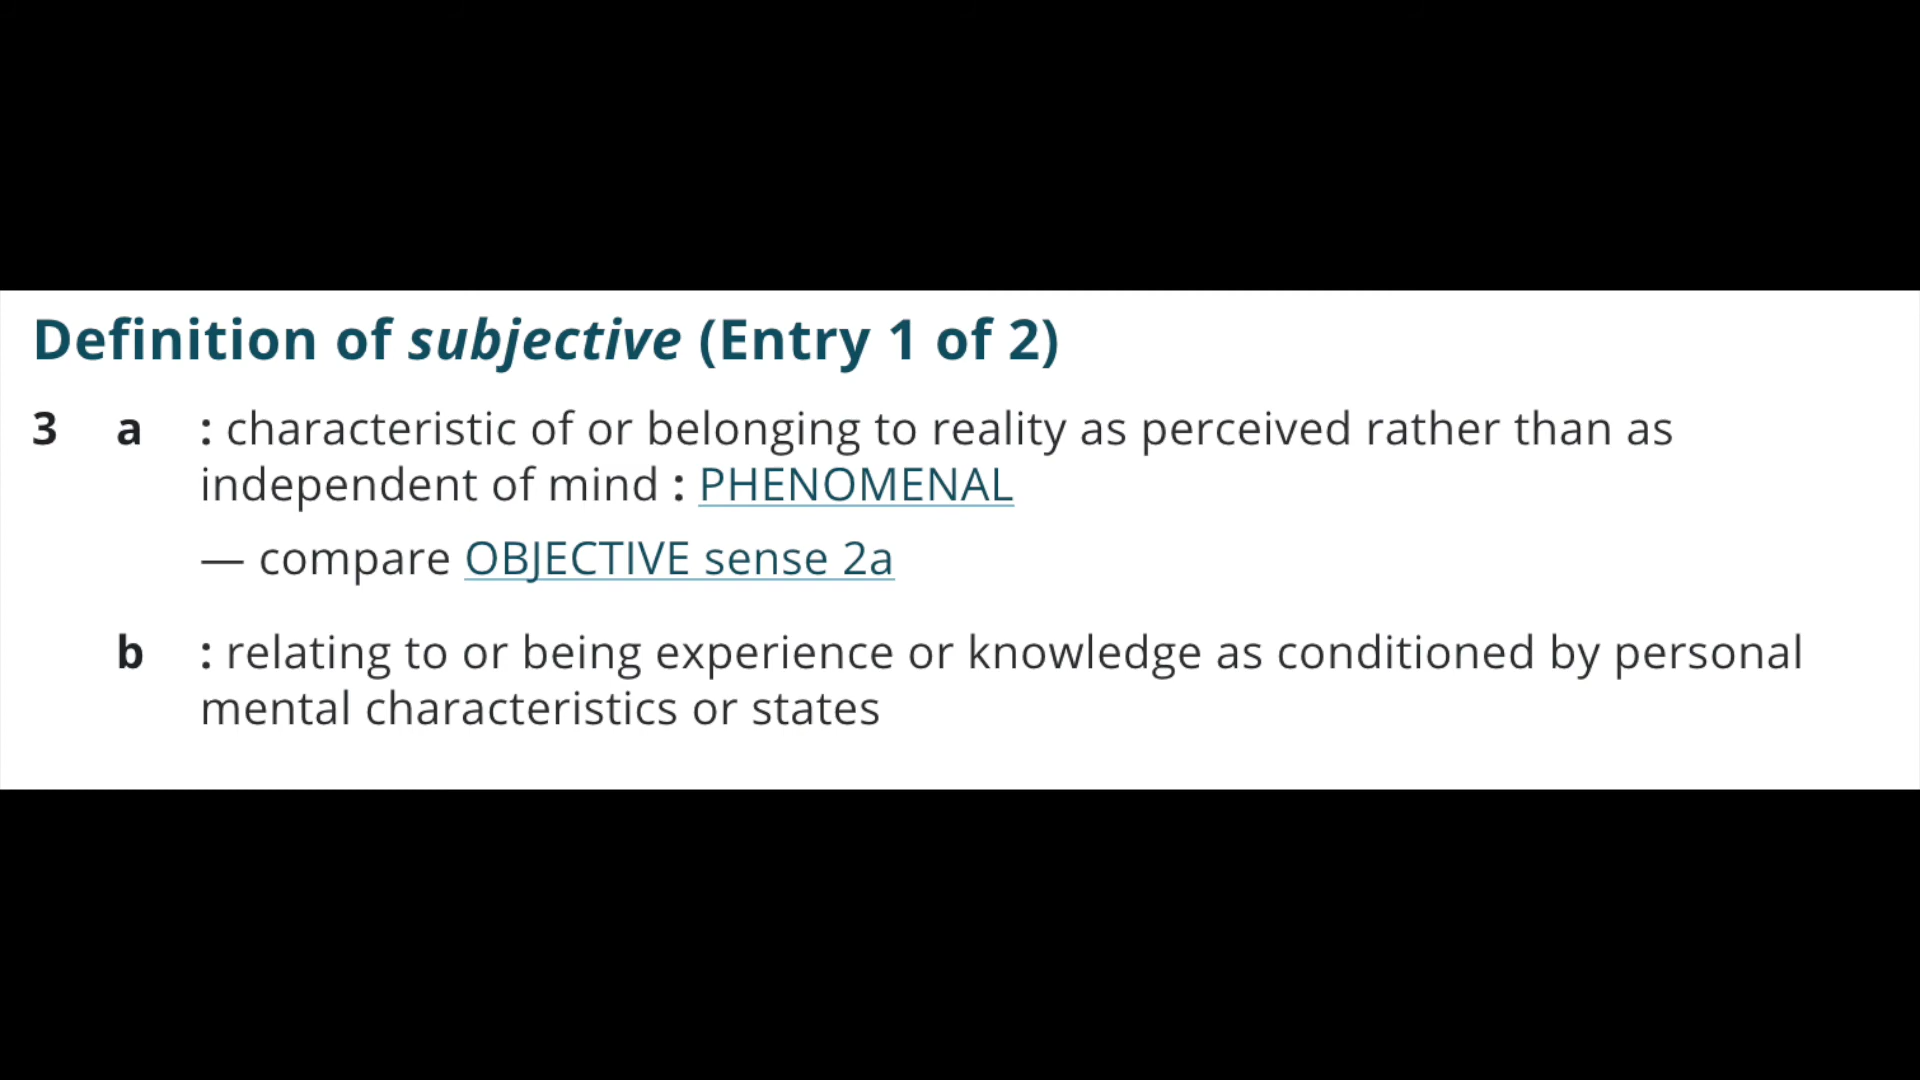 Definition of subjective (Entry 1 of 2)
3 a : characteristic of or belonging to reality as perceived rather than as
independent of mind : PHENOMENAL
— compare OBJECTIVE sense 2a
b : relating to or being experience or knowledge as conditioned by personal
mental characteristics or states